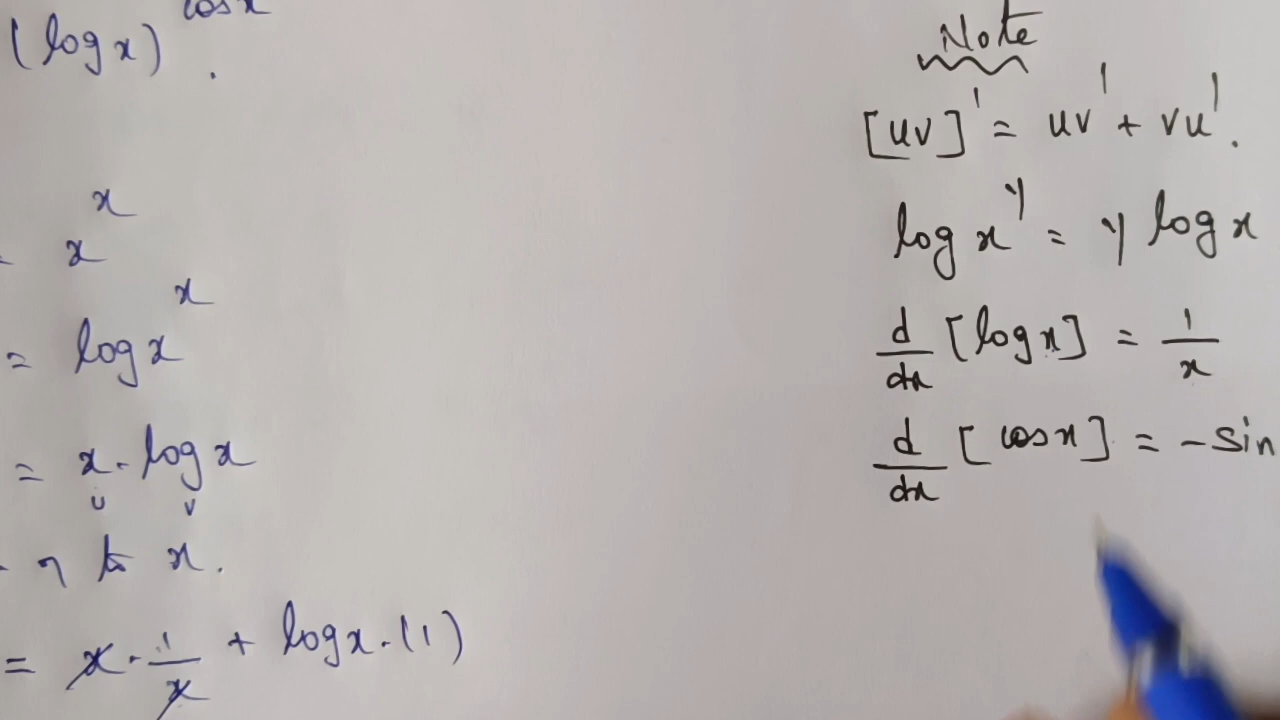 (log x)^cos x .
= x^x
= log x^x
= x · log x
u v
r to x.
= x · 1/x + log x · (1)
Note
[uv]' = uv' + vu'.
log x^y = y log x
d/dx [log x] = 1/x
d/dx [cos x] = - sin